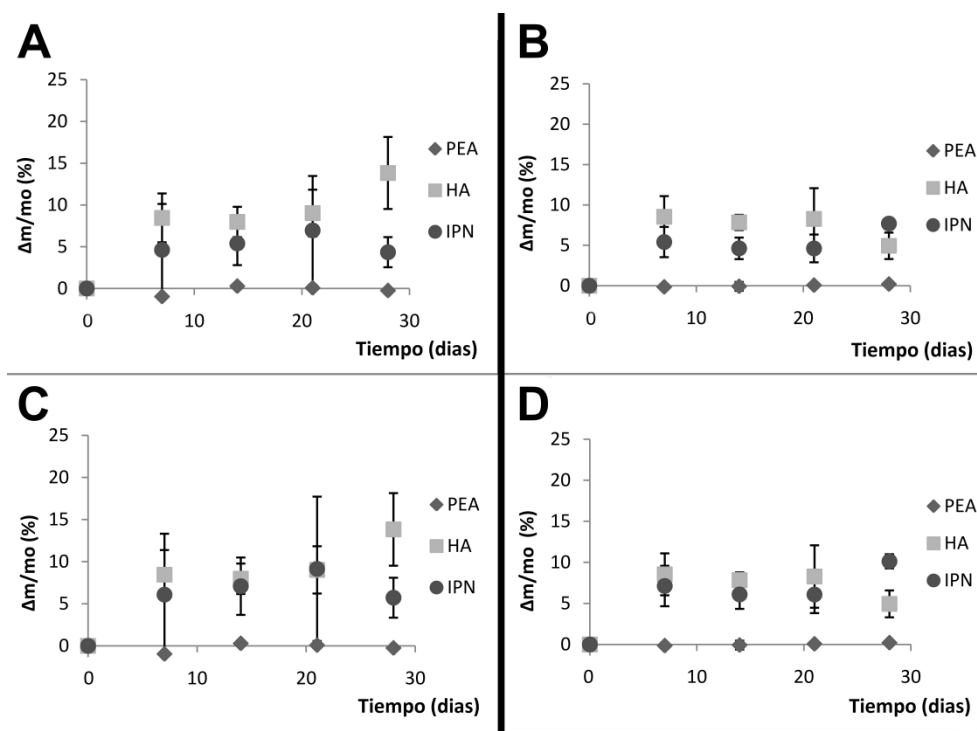 A
Δm/mo (%)
25
20
15
10
5
0
0
10
20
30
Tiempo (dias)
PEA
HA
IPN
B
Δm/mo (%)
25
20
15
10
5
0
0
10
20
30
Tiempo (dias)
PEA
HA
IPN
C
Δm/mo (%)
25
20
15
10
5
0
0
10
20
30
Tiempo (dias)
PEA
HA
IPN
D
Δm/mo (%)
25
20
15
10
5
0
0
10
20
30
Tiempo (dias)
PEA
HA
IPN